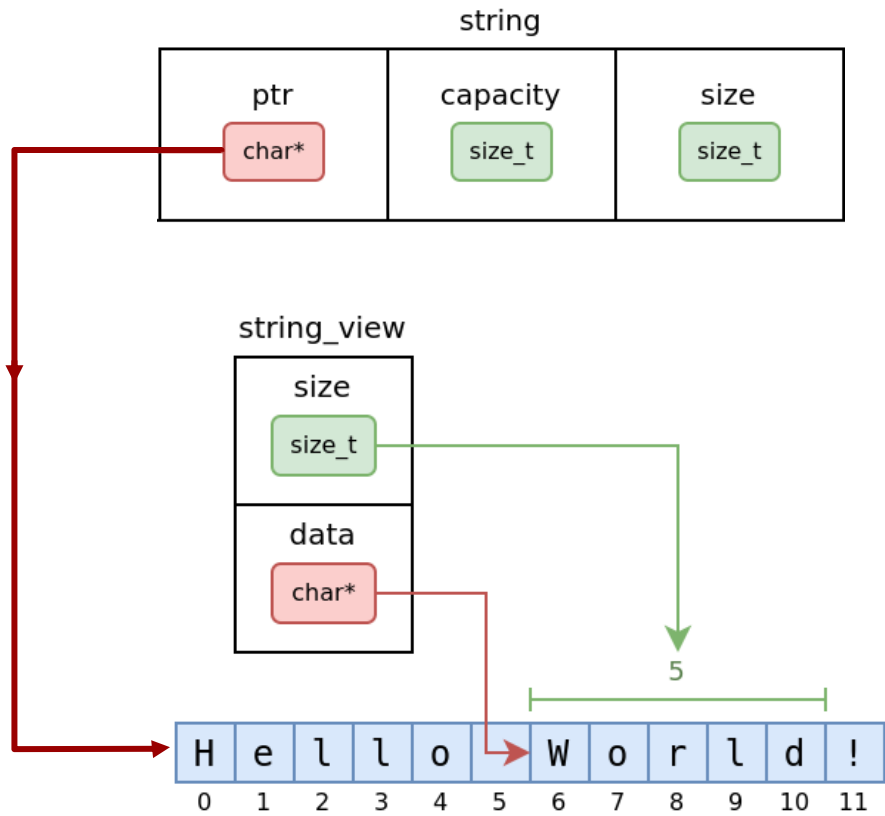 string
ptr capacity size
char* size_t size_t
string_view
size
size_t
data
char*
5
H e l l o W o r l d !
0 1 2 3 4 5 6 7 8 9 10 11